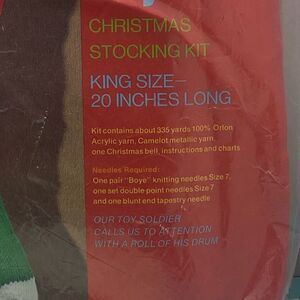 CHRISTMAS
STOCKING KIT
KING SIZE—
20 INCHES LONG
Kit contains about 335 yards 100% Orlon
Acrylic yarn, Camelot metallic yarn,
one Christmas bell, instructions and charts
Needles Required:
One pair "Boye" knitting needles Size 7,
one set double point needles Size 7
and one blunt end tapestry needle
OUR TOY SOLDIER
CALLS US TO ATTENTION
WITH A ROLL OF HIS DRUM